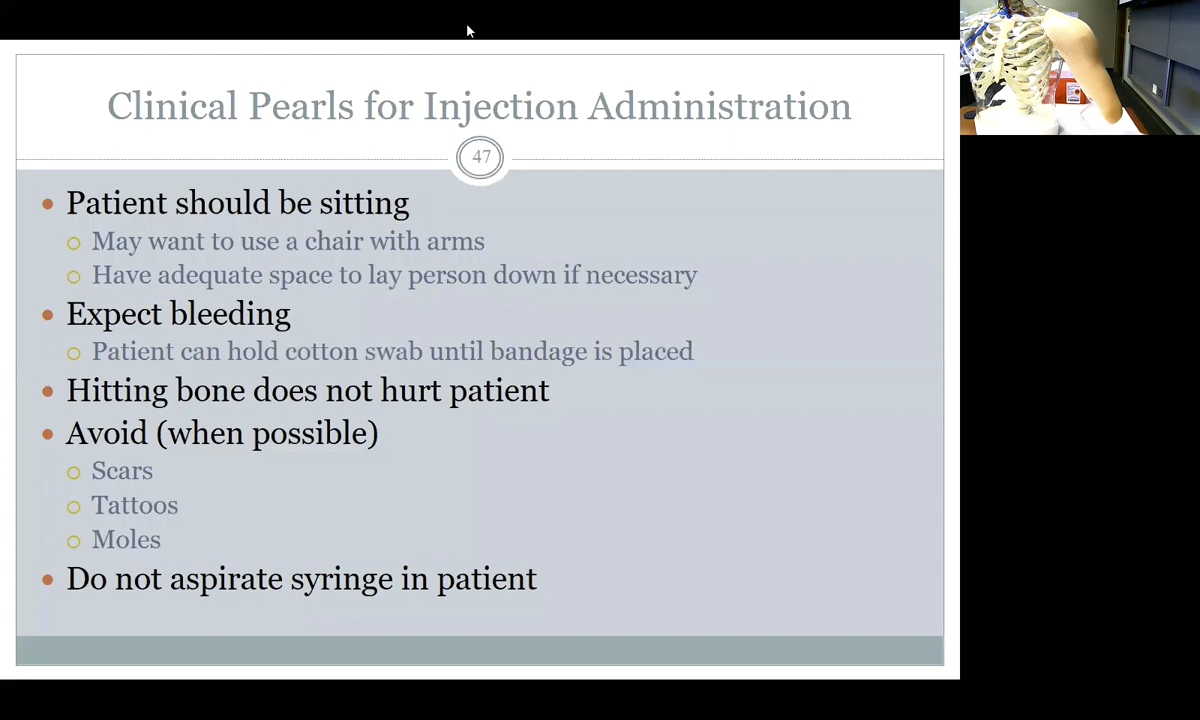 Clinical Pearls for Injection Administration
47
Patient should be sitting
May want to use a chair with arms
Have adequate space to lay person down if necessary
Expect bleeding
Patient can hold cotton swab until bandage is placed
Hitting bone does not hurt patient
Avoid (when possible)
Scars
Tattoos
Moles
Do not aspirate syringe in patient